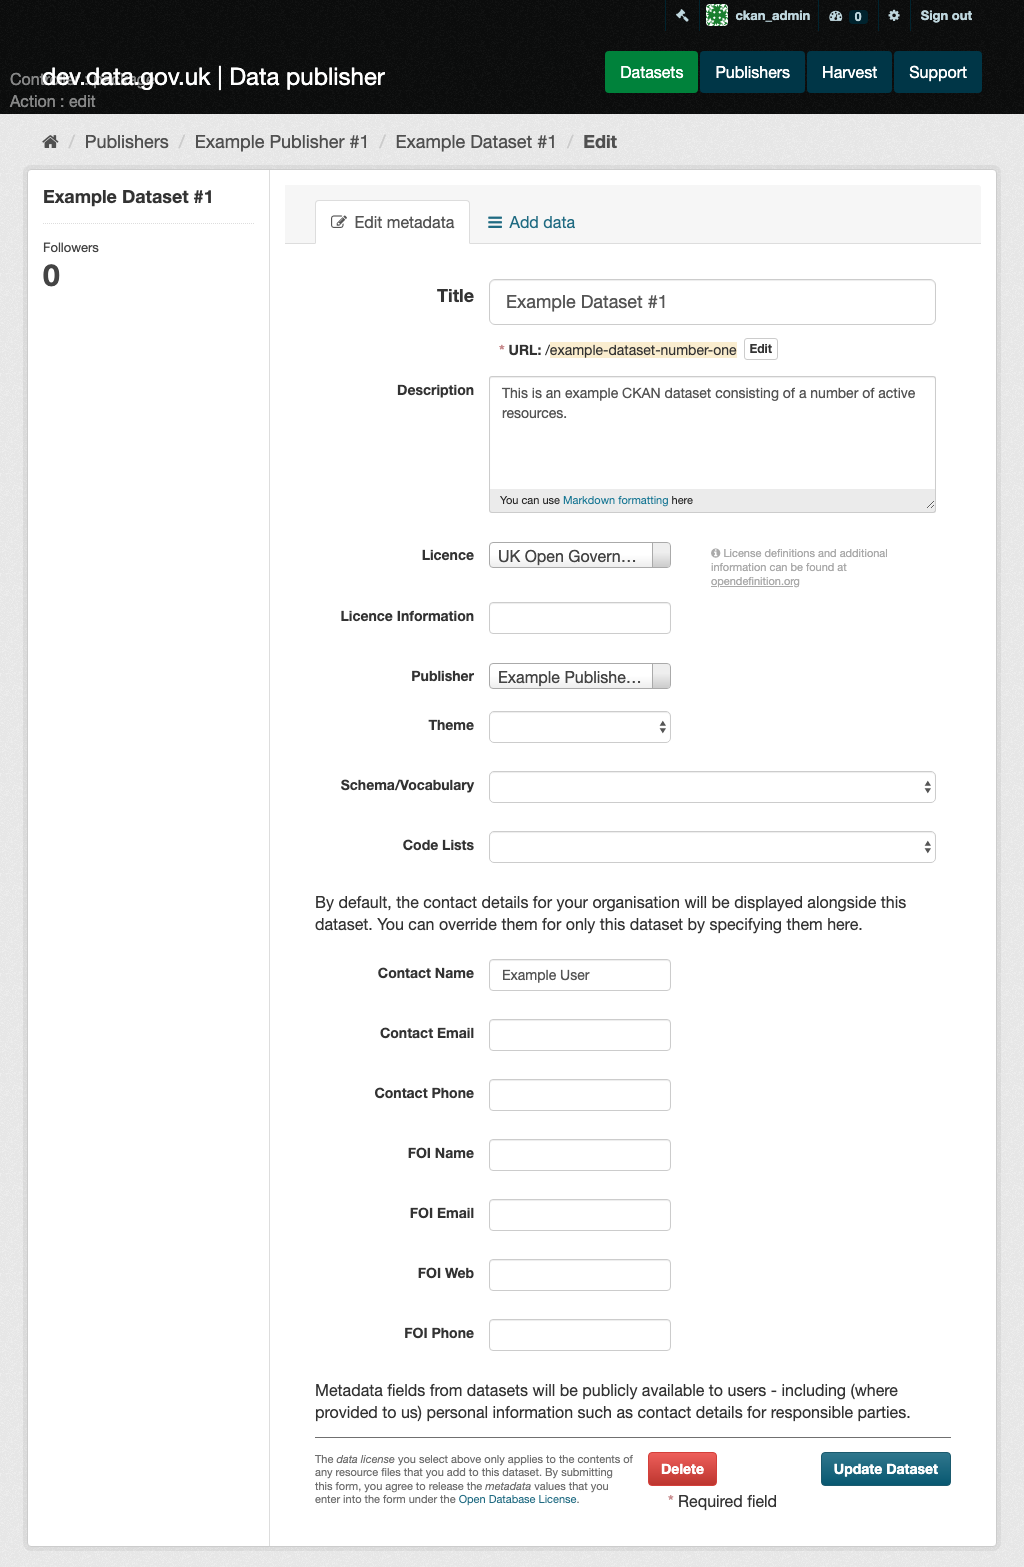 ckan_admin 0 Sign out
dev.data.gov.uk | Data publisher
Action : edit
Datasets Publishers Harvest Support
/ Publishers / Example Publisher #1 / Example Dataset #1 / Edit
Example Dataset #1
Followers
0
Edit metadata Add data
Title Example Dataset #1
* URL: /example-dataset-number-one Edit
Description This is an example CKAN dataset consisting of a number of active
resources.
You can use Markdown formatting here
Licence UK Open Govern...
License definitions and additional
information can be found at
opendefinition.org
Licence Information
Publisher Example Publishe...
Theme
Schema/Vocabulary
Code Lists
By default, the contact details for your organisation will be displayed alongside this
dataset. You can override them for only this dataset by specifying them here.
Contact Name Example User
Contact Email
Contact Phone
FOI Name
FOI Email
FOI Web
FOI Phone
Metadata fields from datasets will be publicly available to users - including (where
provided to us) personal information such as contact details for responsible parties.
The data license you select above only applies to the contents of
any resource files that you add to this dataset. By submitting
this form, you agree to release the metadata values that you
enter into the form under the Open Database License.
Delete
Update Dataset
* Required field